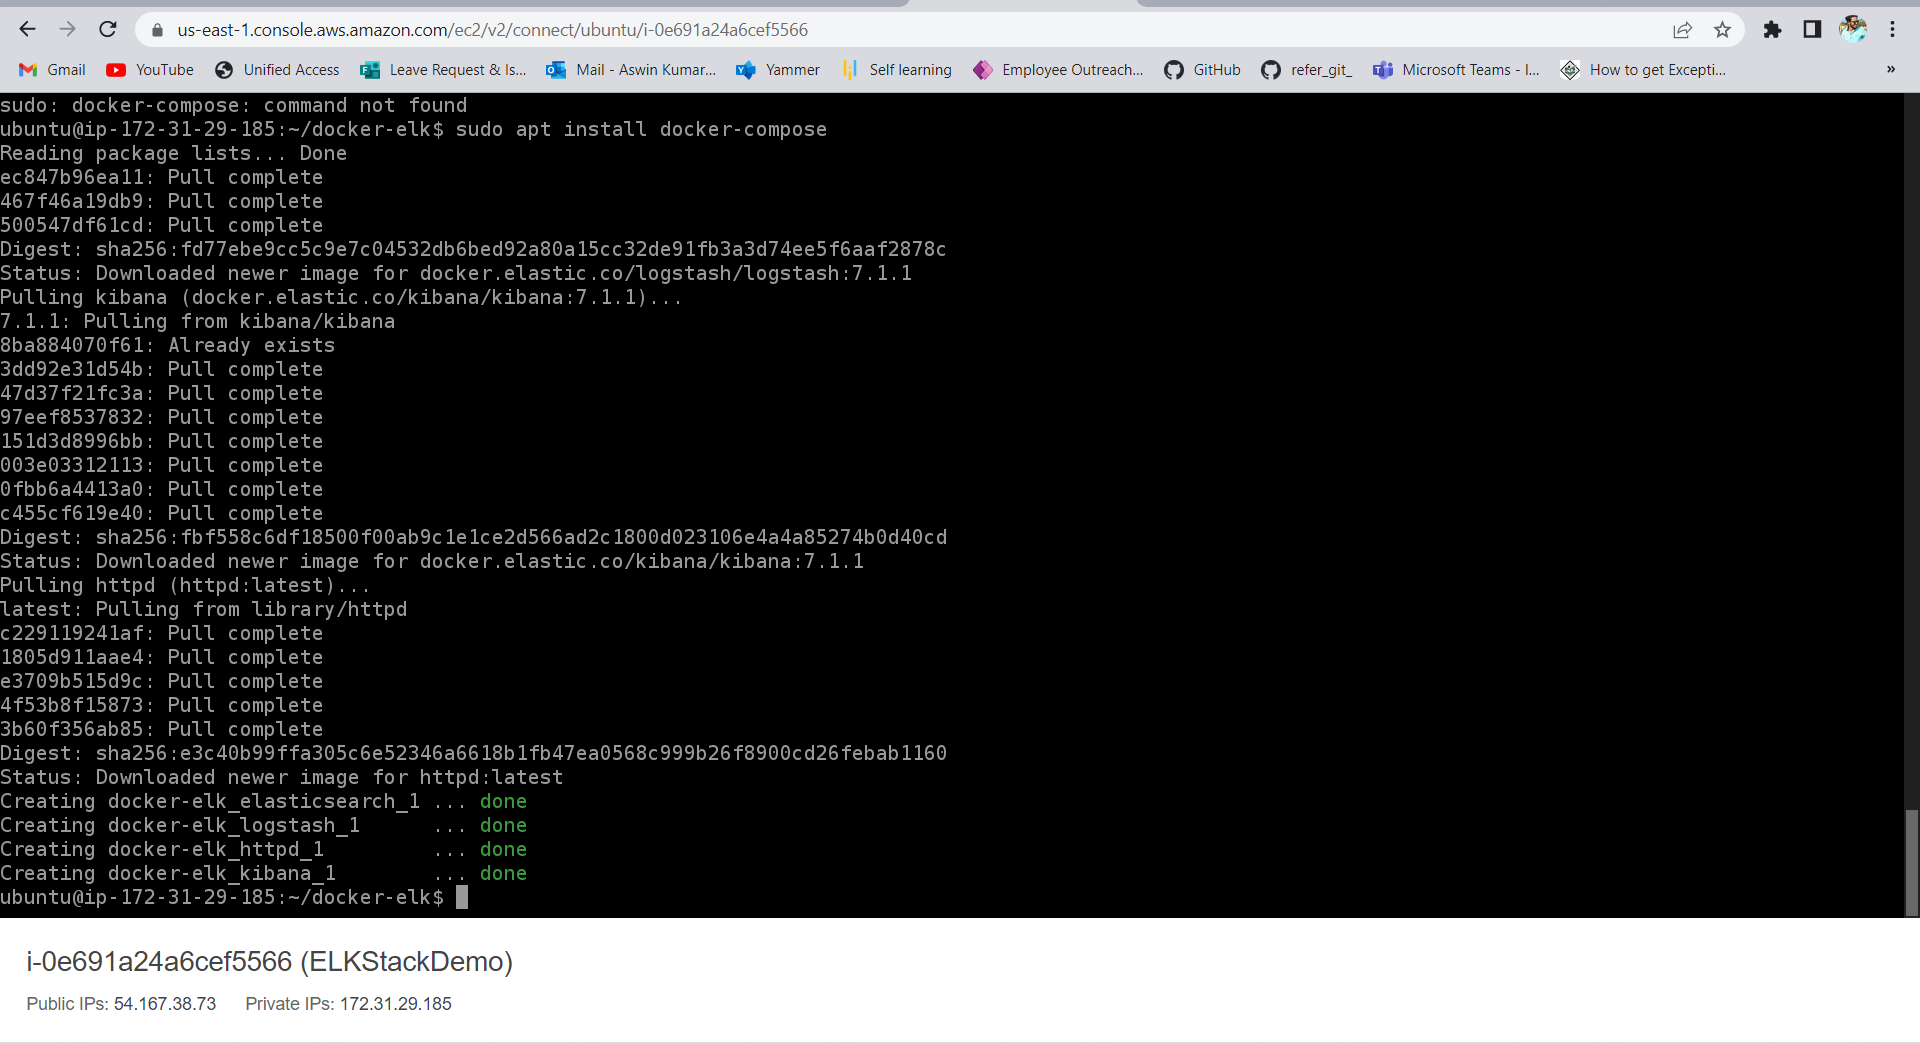 us-east-1.console.aws.amazon.com/ec2/v2/connect/ubuntu/i-0e691a24a6cef5566
Gmail YouTube Unified Access Leave Request & Is... Mail - Aswin Kumar... Yammer Self learning Employee Outreach... GitHub refer_git_ Microsoft Teams - I... How to get Excepti... »
sudo: docker-compose: command not found
ubuntu@ip-172-31-29-185:~/docker-elk$ sudo apt install docker-compose
Reading package lists... Done
ec847b96ea11: Pull complete
467f46a19db9: Pull complete
500547df61cd: Pull complete
Digest: sha256:fd77ebe9cc5c9e7c04532db6bed92a80a15cc32de91fb3a3d74ee5f6aaf2878c
Status: Downloaded newer image for docker.elastic.co/logstash/logstash:7.1.1
Pulling kibana (docker.elastic.co/kibana/kibana:7.1.1)...
7.1.1: Pulling from kibana/kibana
8ba884070f61: Already exists
3dd92e31d54b: Pull complete
47d37f21fc3a: Pull complete
97eef8537832: Pull complete
151d3d8996bb: Pull complete
003e03312113: Pull complete
0fbb6a4413a0: Pull complete
c455cf619e40: Pull complete
Digest: sha256:fbf558c6df18500f00ab9c1e1ce2d566ad2c1800d023106e4a4a85274b0d40cd
Status: Downloaded newer image for docker.elastic.co/kibana/kibana:7.1.1
Pulling httpd (httpd:latest)...
latest: Pulling from library/httpd
c229119241af: Pull complete
1805d911aae4: Pull complete
e3709b515d9c: Pull complete
4f53b8f15873: Pull complete
3b60f356ab85: Pull complete
Digest: sha256:e3c40b99ffa305c6e52346a6618b1fb47ea0568c999b26f8900cd26febab1160
Status: Downloaded newer image for httpd:latest
Creating docker-elk_elasticsearch_1 ... done
Creating docker-elk_logstash_1 ... done
Creating docker-elk_httpd_1 ... done
Creating docker-elk_kibana_1 ... done
ubuntu@ip-172-31-29-185:~/docker-elk$
i-0e691a24a6cef5566 (ELKStackDemo)
Public IPs: 54.167.38.73 Private IPs: 172.31.29.185